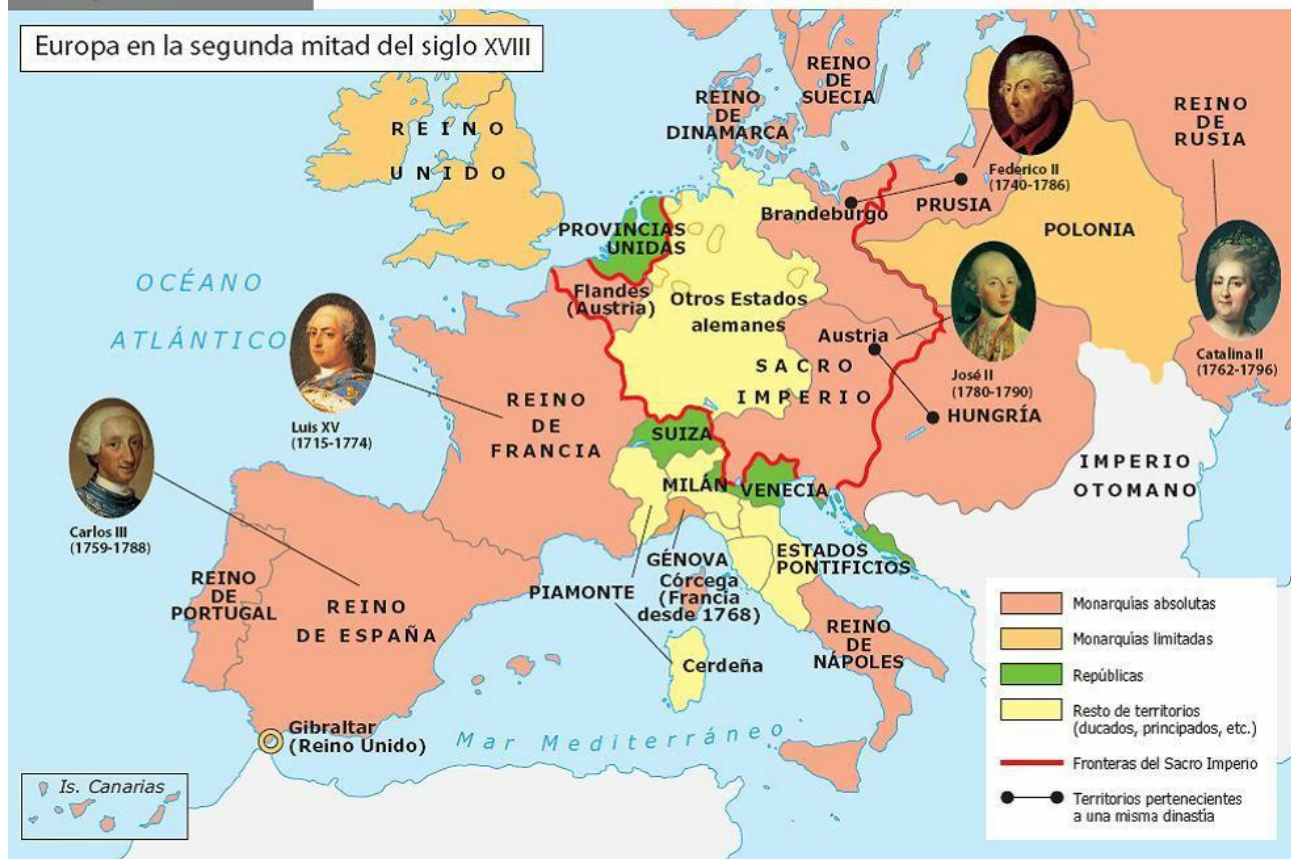 Europa en la segunda mitad del siglo XVIII
REINO
DE
SUECIA
REINO
DE
DINAMARCA
REINO
DE
RUSIA
REINO
UNIDO
Federico II
(1740-1786)
PRUSIA
Brandeburgo
POLONIA
PROVINCIAS
UNIDAS
OCÉANO
ATLÁNTICO
Flandes
(Austria)
Otros Estados
alemanes
Austria
SACRO
IMPERIO
José II
(1780-1790)
HUNGRÍA
Catalina II
(1762-1796)
Luis XV
(1715-1774)
REINO
DE
FRANCIA
SUIZA
MILÁN
VENECIA
IMPERIO
OTOMANO
Carlos III
(1759-1788)
GÉNOVA
ESTADOS
PONTIFICIOS
PIAMONTE
Córcega
(Francia
desde 1768)
REINO
DE
PORTUGAL
REINO
DE ESPAÑA
REINO
DE
NÁPOLES
Cerdeña
Gibraltar
(Reino Unido)
Mar Mediterráneo
Is. Canarias
Monarquías absolutas
Monarquías limitadas
Repúblicas
Resto de territorios
(ducados, principados, etc.)
Fronteras del Sacro Imperio
Territorios pertenecientes
a una misma dinastía